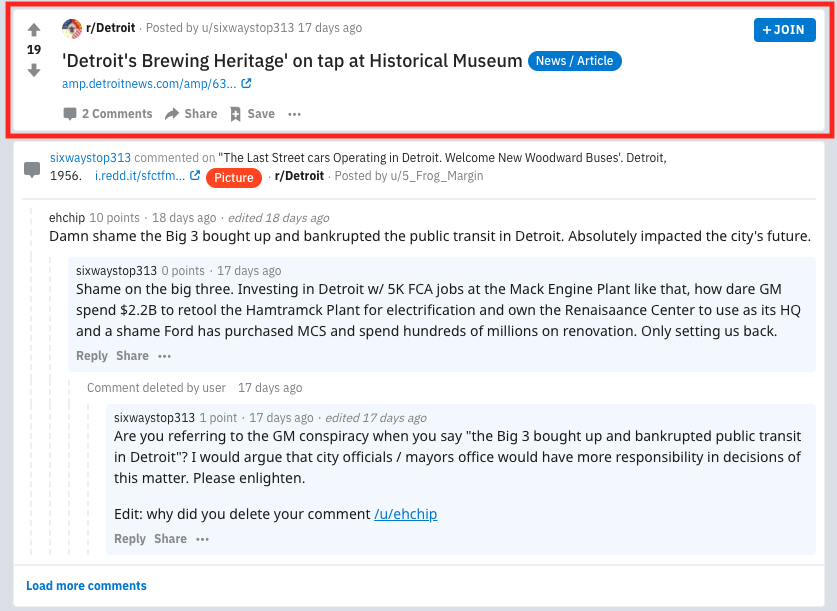 r/Detroit · Posted by u/sixwaystop313 17 days ago
+ JOIN
19
'Detroit's Brewing Heritage' on tap at Historical Museum News / Article
amp.detroitnews.com/amp/63...
2 Comments Share Save ...
sixwaystop313 commented on "The Last Street cars Operating in Detroit. Welcome New Woodward Buses'. Detroit,
1956. i.redd.it/sfctfm... Picture · r/Detroit · Posted by u/5_Frog_Margin
ehchip 10 points · 18 days ago · edited 18 days ago
Damn shame the Big 3 bought up and bankrupted the public transit in Detroit. Absolutely impacted the city's future.
sixwaystop313 0 points · 17 days ago
Shame on the big three. Investing in Detroit w/ 5K FCA jobs at the Mack Engine Plant like that, how dare GM
spend $2.2B to retool the Hamtramck Plant for electrification and own the Renaisaance Center to use as its HQ
and a shame Ford has purchased MCS and spend hundreds of millions on renovation. Only setting us back.
Reply Share ...
Comment deleted by user 17 days ago
sixwaystop313 1 point · 17 days ago · edited 17 days ago
Are you referring to the GM conspiracy when you say "the Big 3 bought up and bankrupted public transit
in Detroit"? I would argue that city officials / mayors office would have more responsibility in decisions of
this matter. Please enlighten.
Edit: why did you delete your comment /u/ehchip
Reply Share ...
Load more comments